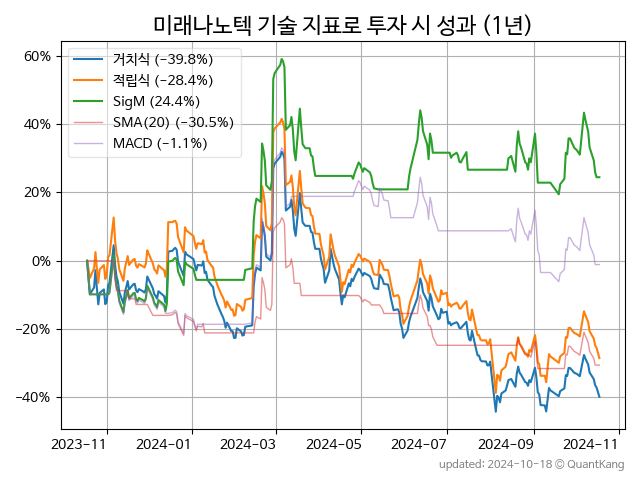 미래나노텍 기술 지표로 투자 시 성과 (1년)
60%
40%
20%
0%
−20%
−40%
거치식 (-39.8%)
적립식 (-28.4%)
SigM (24.4%)
SMA(20) (-30.5%)
MACD (-1.1%)
2023-11
2024-01
2024-03
2024-05
2024-07
2024-09
2024-11
updated: 2024-10-18 © QuantKang